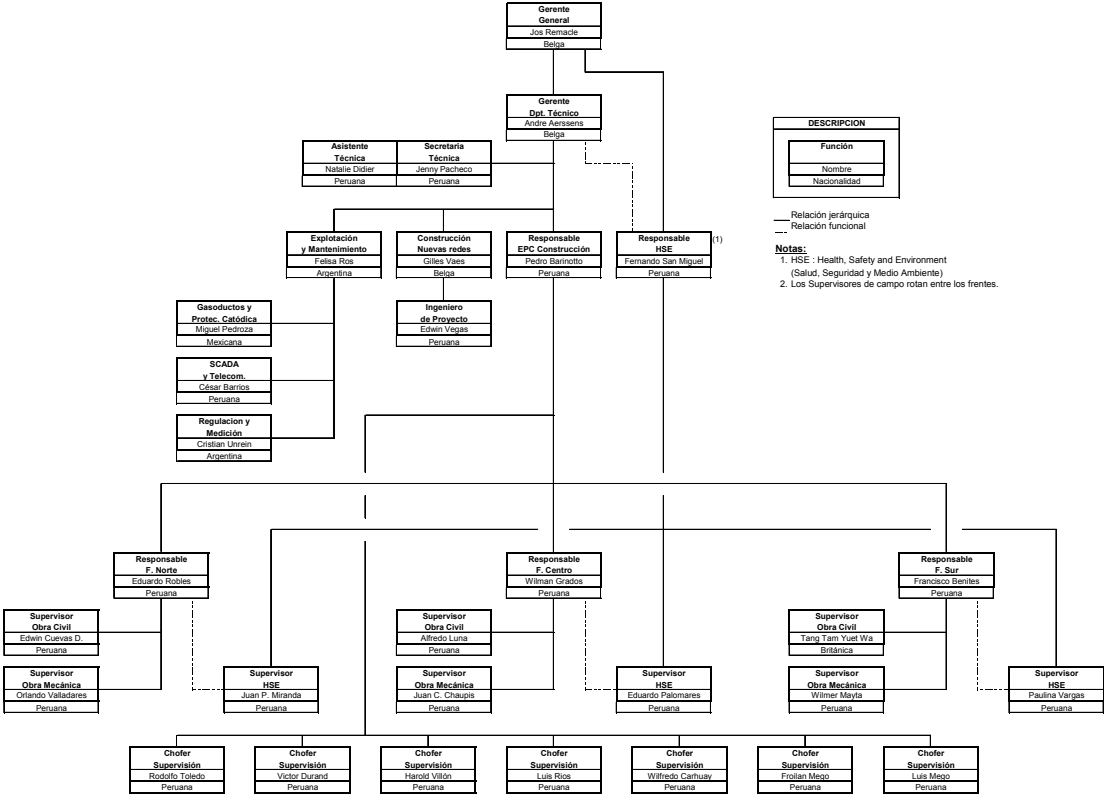 Gerente
General
Jos Remacle
Belga
Gerente
Dpt. Técnico
Andre Aerssens
Belga
DESCRIPCION
Función
Nombre
Nacionalidad
Asistente
Técnica
Natalie Didier
Peruana
Secretaria
Técnica
Jenny Pacheco
Peruana
Relación jerárquica
Relación funcional
Explotación
y Mantenimiento
Felisa Ros
Argentina
Construcción
Nuevas redes
Gilles Vaes
Belga
Responsable
EPC Construcción
Pedro Barinotto
Peruana
Responsable
HSE
Fernando San Miguel
Peruana
(1)
Notas:
1. HSE : Health, Safety and Environment
(Salud, Seguridad y Medio Ambiente)
2. Los Supervisores de campo rotan entre los frentes.
Gasoductos y
Protec. Catódica
Miguel Pedroza
Mexicana
Ingeniero
de Proyecto
Edwin Vegas
Peruana
SCADA
y Telecom.
César Barrios
Peruana
Regulacion y
Medición
Cristian Unrein
Argentina
Responsable
F. Norte
Eduardo Robles
Peruana
Responsable
F. Centro
Wilman Grados
Peruana
Responsable
F. Sur
Francisco Benites
Peruana
Supervisor
Obra Civil
Edwin Cuevas D.
Peruana
Supervisor
Obra Civil
Alfredo Luna
Peruana
Supervisor
Obra Civil
Tang Tam Yuet Wa
Británica
Supervisor
Obra Mecánica
Orlando Valladares
Peruana
Supervisor
HSE
Juan P. Miranda
Peruana
Supervisor
Obra Mecánica
Juan C. Chaupis
Peruana
Supervisor
HSE
Eduardo Palomares
Peruana
Supervisor
Obra Mecánica
Wilmer Mayta
Peruana
Supervisor
HSE
Paulina Vargas
Peruana
Chofer
Supervisión
Rodolfo Toledo
Peruana
Chofer
Supervisión
Victor Durand
Peruana
Chofer
Supervisión
Harold Villón
Peruana
Chofer
Supervisión
Luis Rios
Peruana
Chofer
Supervisión
Wilfredo Carhuay
Peruana
Chofer
Supervisión
Froilan Mego
Peruana
Chofer
Supervisión
Luis Mego
Peruana